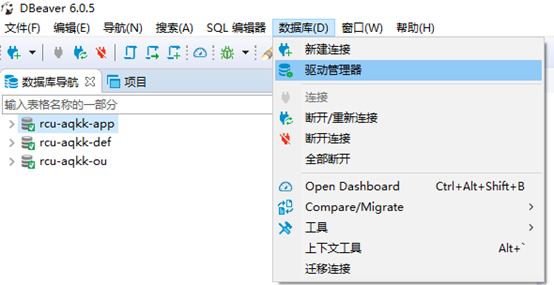 DBeaver 6.0.5
文件(F) 编辑(E) 导航(N) 搜索(A) SQL 编辑器 数据库(D) 窗口(W) 帮助(H)
新建连接
驱动管理器
连接
断开/重新连接
断开连接
全部断开
Open Dashboard Ctrl+Alt+Shift+B
Compare/Migrate
工具
上下文工具 Alt+`
迁移连接
数据库导航 项目
输入表格名称的一部分
rcu-aqkk-app
rcu-aqkk-def
rcu-aqkk-ou